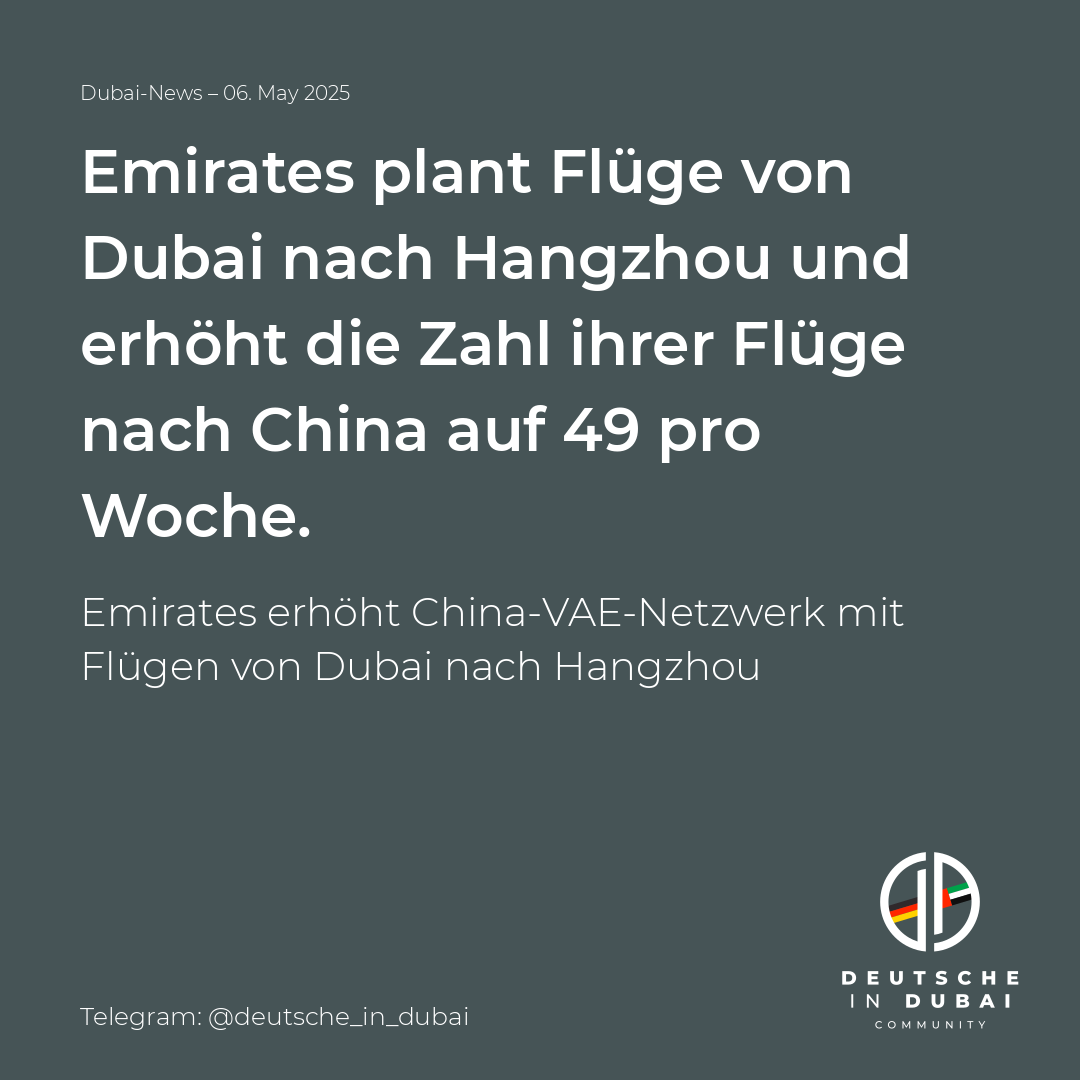 Dubai-News – 06. May 2025
Emirates plant Flüge von
Dubai nach Hangzhou und
erhöht die Zahl ihrer Flüge
nach China auf 49 pro
Woche.
Emirates erhöht China-VAE-Netzwerk mit
Flügen von Dubai nach Hangzhou
DEUTSCHE
IN DUBAI
COMMUNITY
Telegram: @deutsche_in_dubai